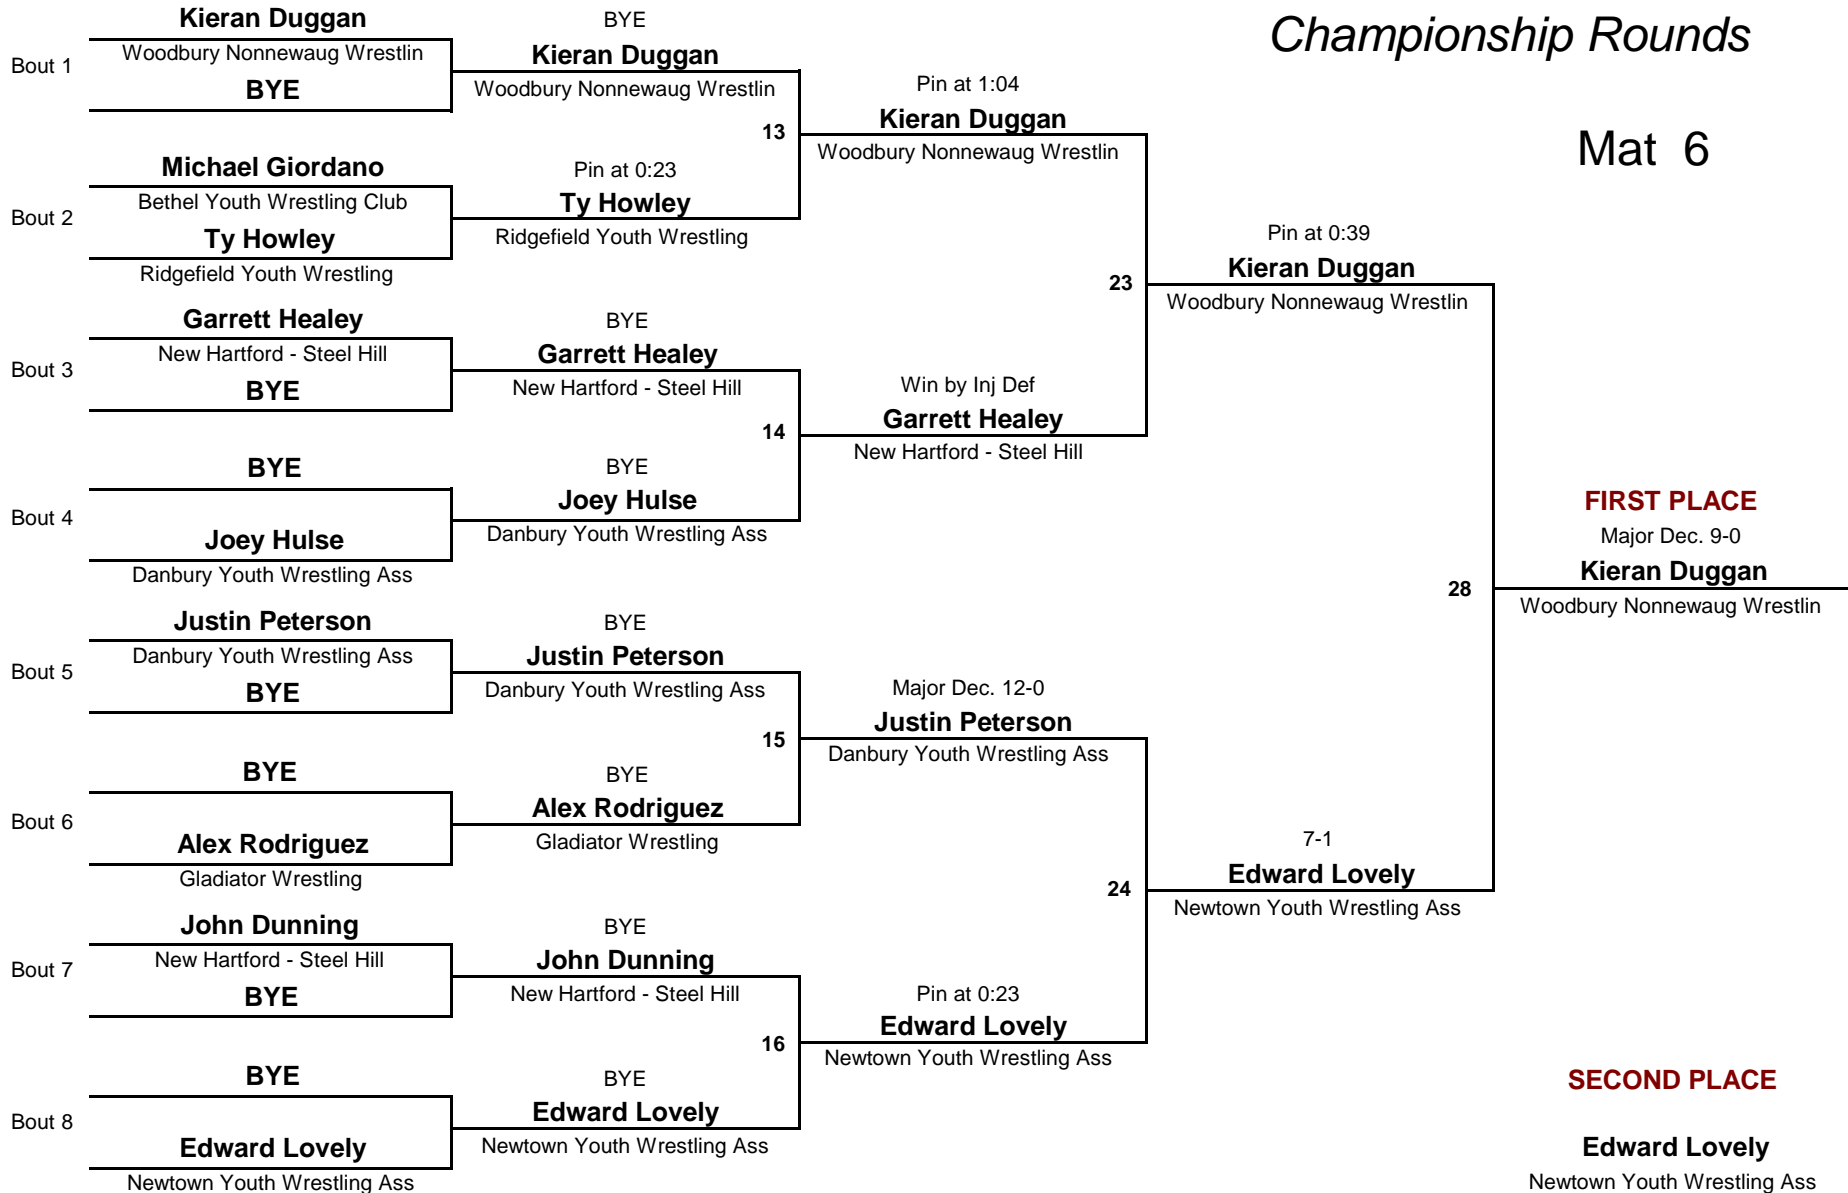 Championship Rounds
Mat 6
Kieran Duggan
Bout 1
Woodbury Nonnewaug Wrestlin
BYE
Michael Giordano
Bout 2
Bethel Youth Wrestling Club
Ty Howley
Ridgefield Youth Wrestling
Garrett Healey
Bout 3
New Hartford - Steel Hill
BYE
BYE
Bout 4
Joey Hulse
Danbury Youth Wrestling Ass
Justin Peterson
Bout 5
Danbury Youth Wrestling Ass
BYE
BYE
Bout 6
Alex Rodriguez
Gladiator Wrestling
John Dunning
Bout 7
New Hartford - Steel Hill
BYE
BYE
Bout 8
Edward Lovely
Newtown Youth Wrestling Ass
BYE
Kieran Duggan
Woodbury Nonnewaug Wrestlin
13
Pin at 0:23
Ty Howley
Ridgefield Youth Wrestling
BYE
Garrett Healey
New Hartford - Steel Hill
14
BYE
Joey Hulse
Danbury Youth Wrestling Ass
BYE
Justin Peterson
Danbury Youth Wrestling Ass
15
BYE
Alex Rodriguez
Gladiator Wrestling
BYE
John Dunning
New Hartford - Steel Hill
16
BYE
Edward Lovely
Newtown Youth Wrestling Ass
Pin at 1:04
Kieran Duggan
Woodbury Nonnewaug Wrestlin
23
Win by Inj Def
Garrett Healey
New Hartford - Steel Hill
Major Dec. 12-0
Justin Peterson
Danbury Youth Wrestling Ass
24
Pin at 0:23
Edward Lovely
Newtown Youth Wrestling Ass
Pin at 0:39
Kieran Duggan
Woodbury Nonnewaug Wrestlin
28
7-1
Edward Lovely
Newtown Youth Wrestling Ass
FIRST PLACE
Major Dec. 9-0
Kieran Duggan
Woodbury Nonnewaug Wrestlin
SECOND PLACE
Edward Lovely
Newtown Youth Wrestling Ass